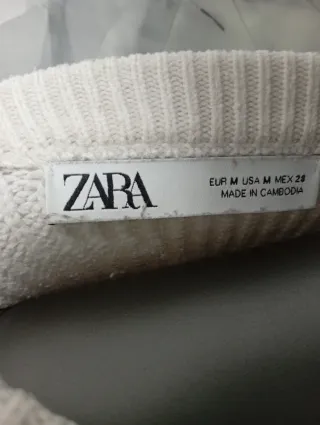 ZARA
EUR M USA M MEX 28
MADE IN CAMBODIA